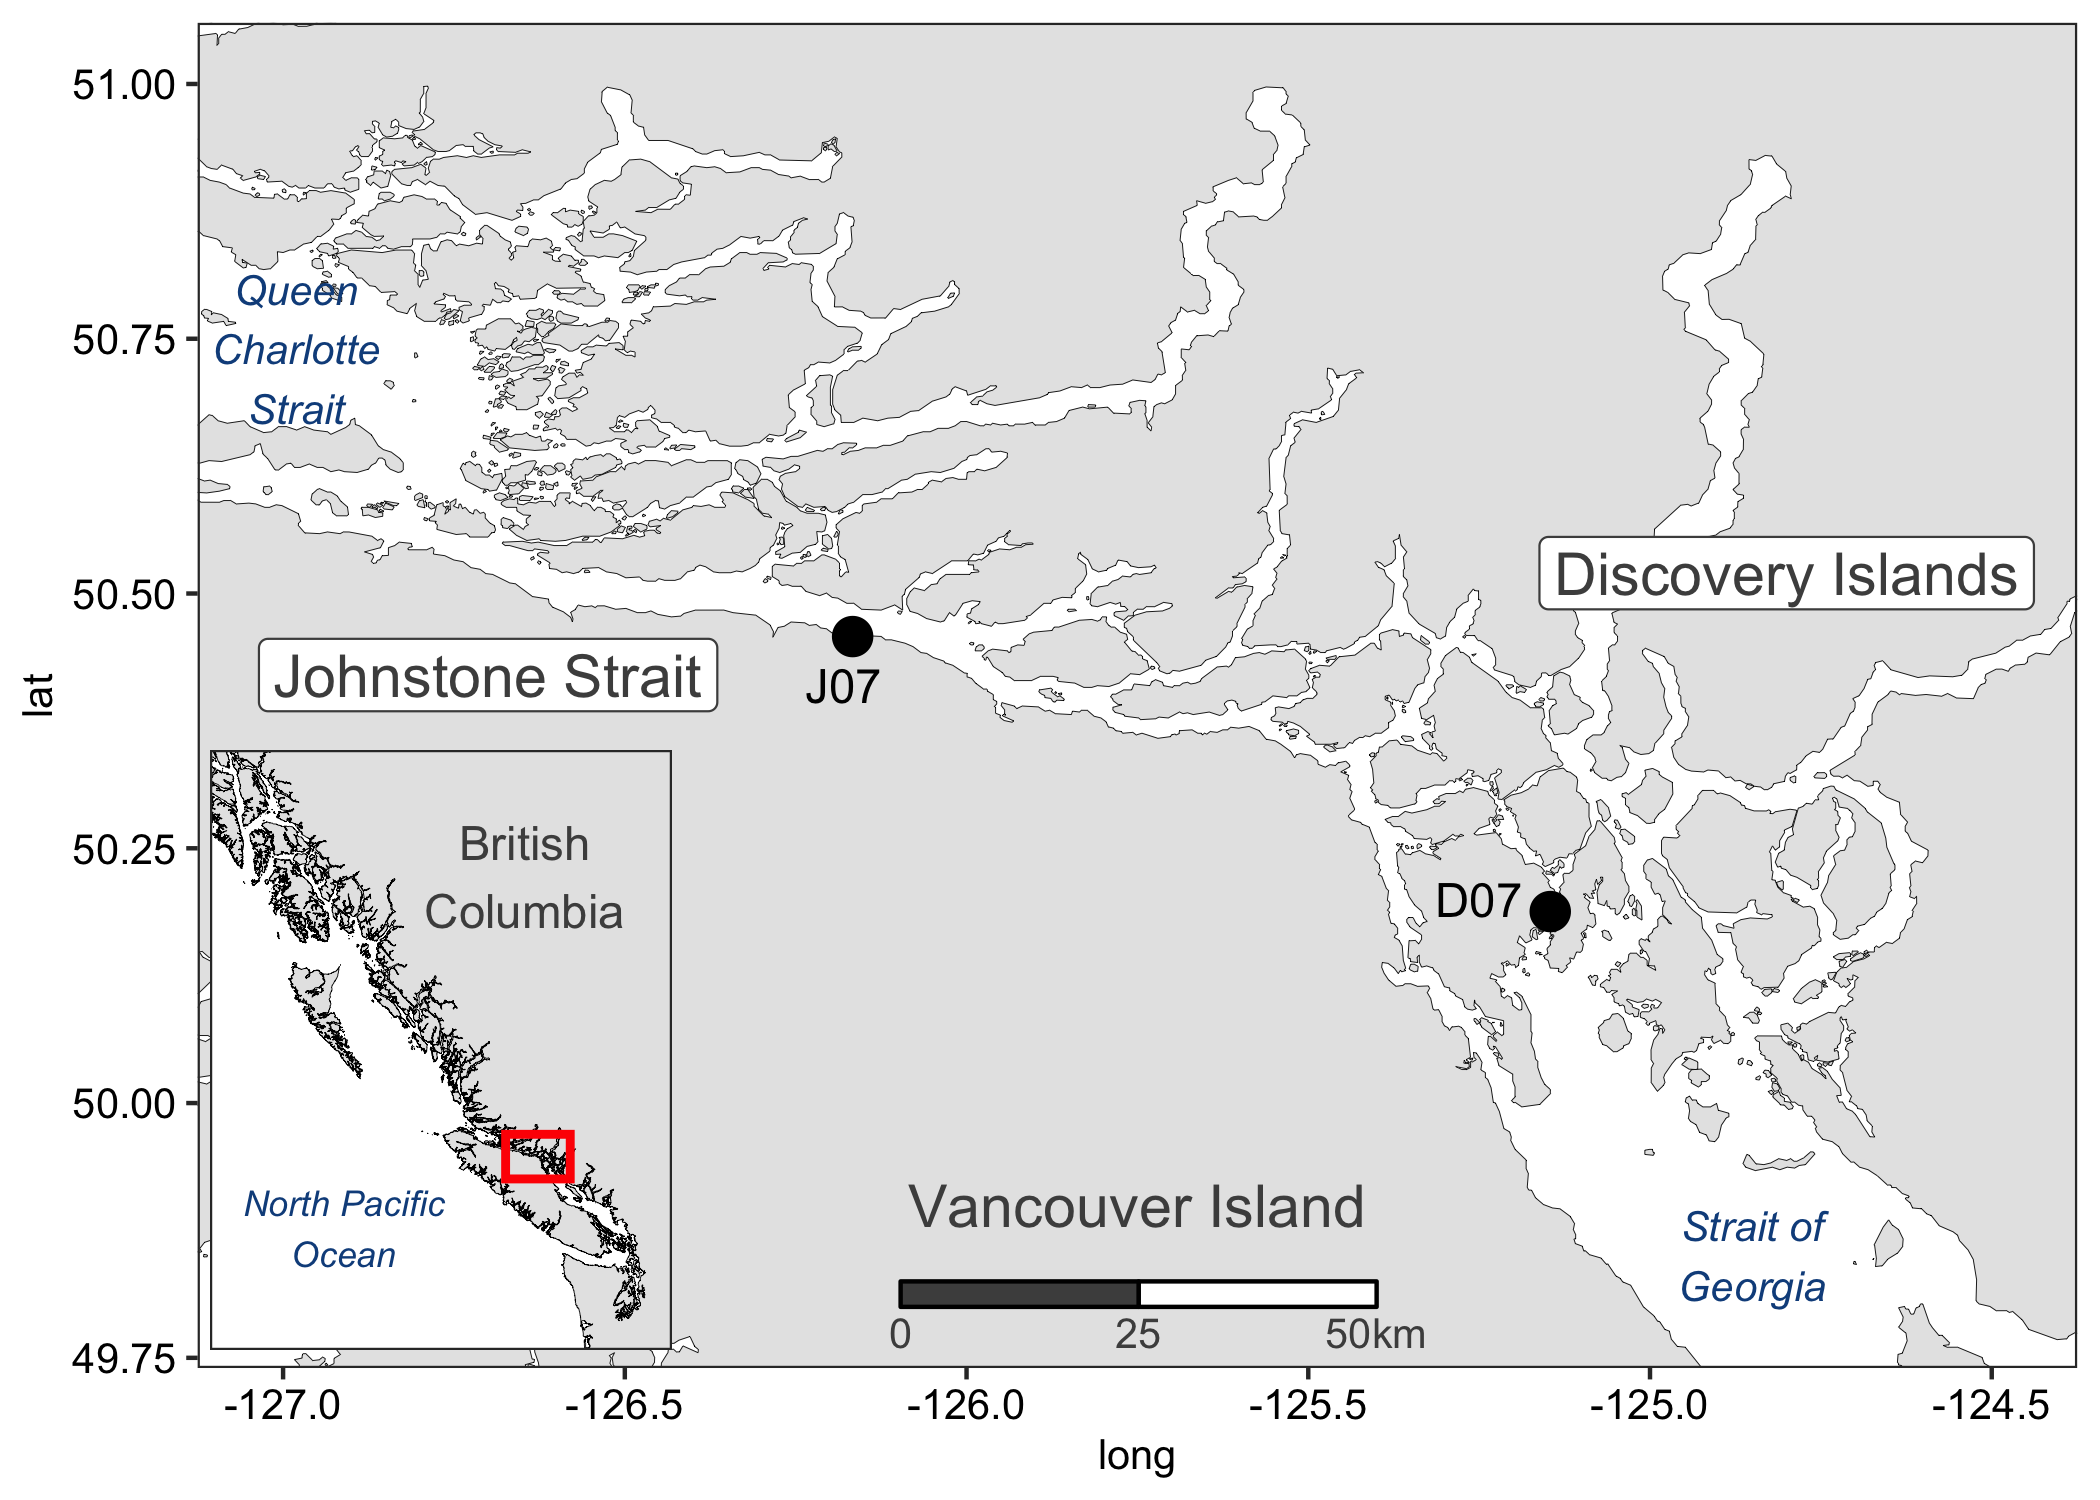 51.00
50.75
50.50
50.25
50.00
49.75
lat
Queen
Charlotte
Strait
Discovery Islands
Johnstone Strait
J07
D07
British
Columbia
North Pacific
Ocean
Vancouver Island
0 25 50km
Strait of
Georgia
-127.0 -126.5 -126.0 -125.5 -125.0 -124.5
long